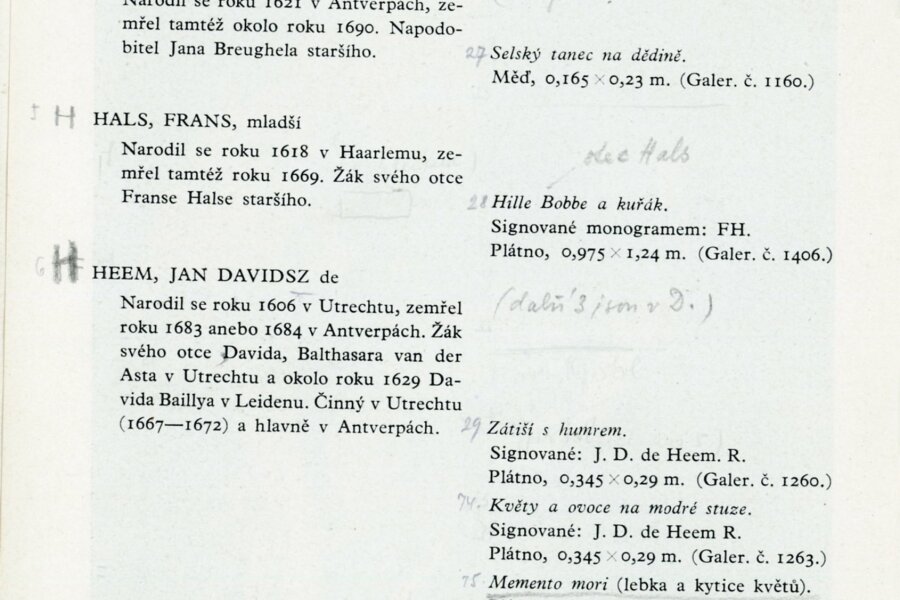 Narodil se roku 1621 v Antverpách, ze-
mřel tamtéž okolo roku 1690. Napodo-
bitel Jana Breughela staršího.
27 Selský tanec na dědině.
Měď, 0,165 × 0,23 m. (Galer. č. 1160.)
5 H HALS, FRANS, mladší
Narodil se roku 1618 v Haarlemu, ze-
mřel tamtéž roku 1669. Žák svého otce
Franse Halse staršího.
otec Hals
28 Hille Bobbe a kuřák.
Signované monogramem: FH.
Plátno, 0,975 × 1,24 m. (Galer. č. 1406.)
6 H HEEM, JAN DAVIDSZ de
Narodil se roku 1606 v Utrechtu, zemřel
roku 1683 anebo 1684 v Antverpách. Žák
svého otce Davida, Balthasara van der
Asta v Utrechtu a okolo roku 1629 Da-
vida Baillya v Leidenu. Činný v Utrechtu
(1667—1672) a hlavně v Antverpách.
(další 3 jsou v D.)
29 Zátiší s humrem.
Signované: J. D. de Heem. R.
Plátno, 0,345 × 0,29 m. (Galer. č. 1260.)
74. Květy a ovoce na modré stuze.
Signované: J. D. de Heem R.
Plátno, 0,345 × 0,29 m. (Galer. č. 1263.)
75 Memento mori (lebka a kytice květů).